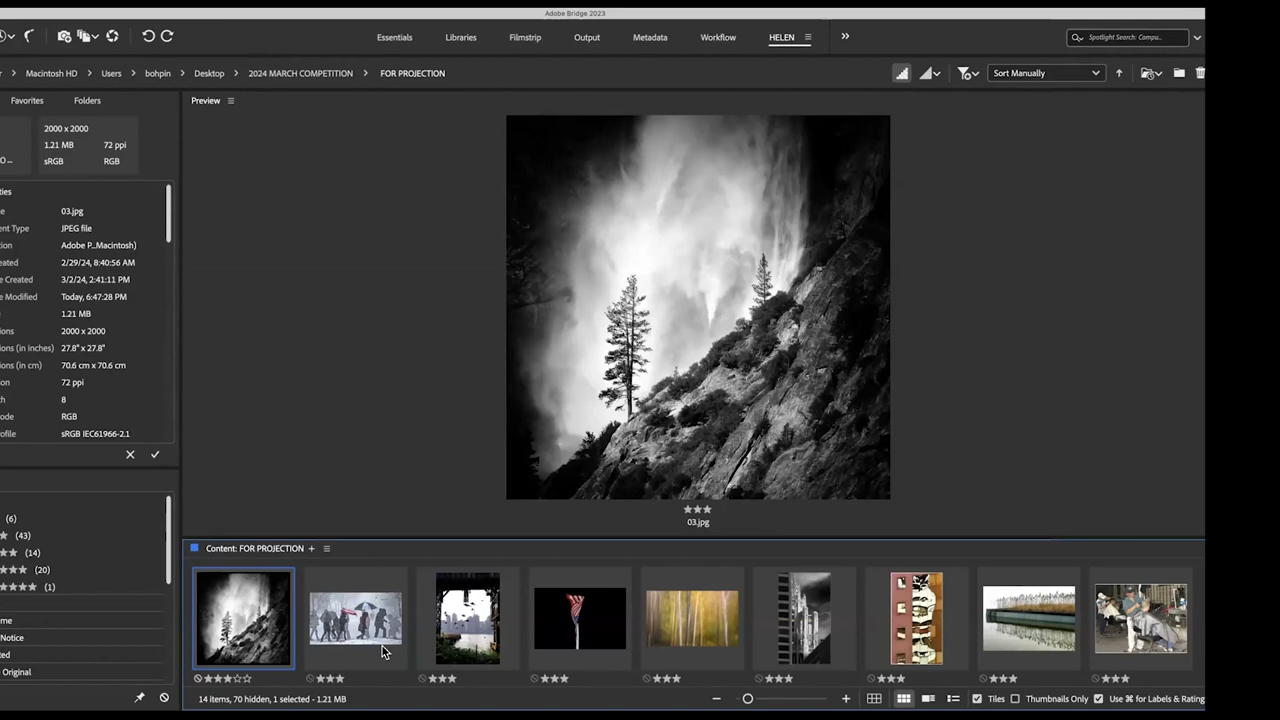 Adobe Bridge 2023
Essentials Libraries Filmstrip Output Metadata Workflow HELEN Spotlight Search: Compu...
Macintosh HD Users bohpin Desktop 2024 MARCH COMPETITION FOR PROJECTION Sort Manually
Favorites Folders Preview
2000 x 2000
1.21 MB 72 ppi
sRGB RGB
03.jpg
JPEG file
Adobe P...Macintosh)
2/29/24, 8:40:56 AM
3/2/24, 2:41:11 PM
Modified Today, 6:47:28 PM
1.21 MB
2000 x 2000
(in inches) 27.8" x 27.8"
(in cm) 70.6 cm x 70.6 cm
72 ppi
8
RGB
sRGB IEC61966-2.1
03.jpg
Content: FOR PROJECTION
(6)
(43)
(14)
(20)
(1)
Notice
Original
14 items, 70 hidden, 1 selected - 1.21 MB Tiles Thumbnails Only Use ⌘ for Labels & Rating